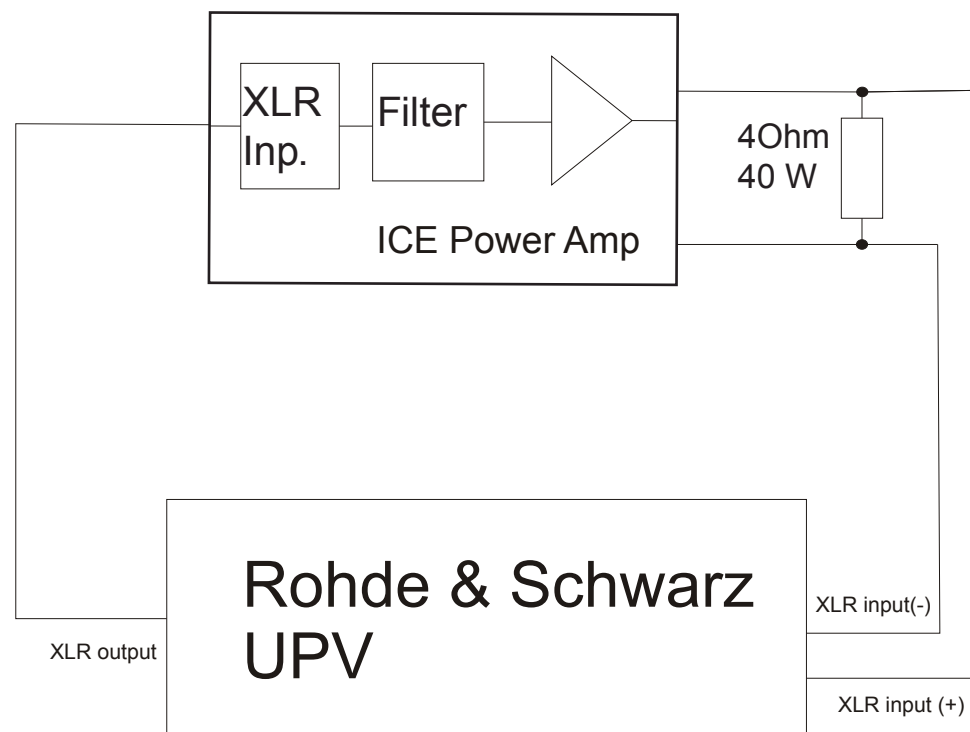 XLR
Inp.
Filter
4Ohm
40 W
ICE Power Amp
Rohde & Schwarz
UPV
XLR input(-)
XLR output
XLR input (+)